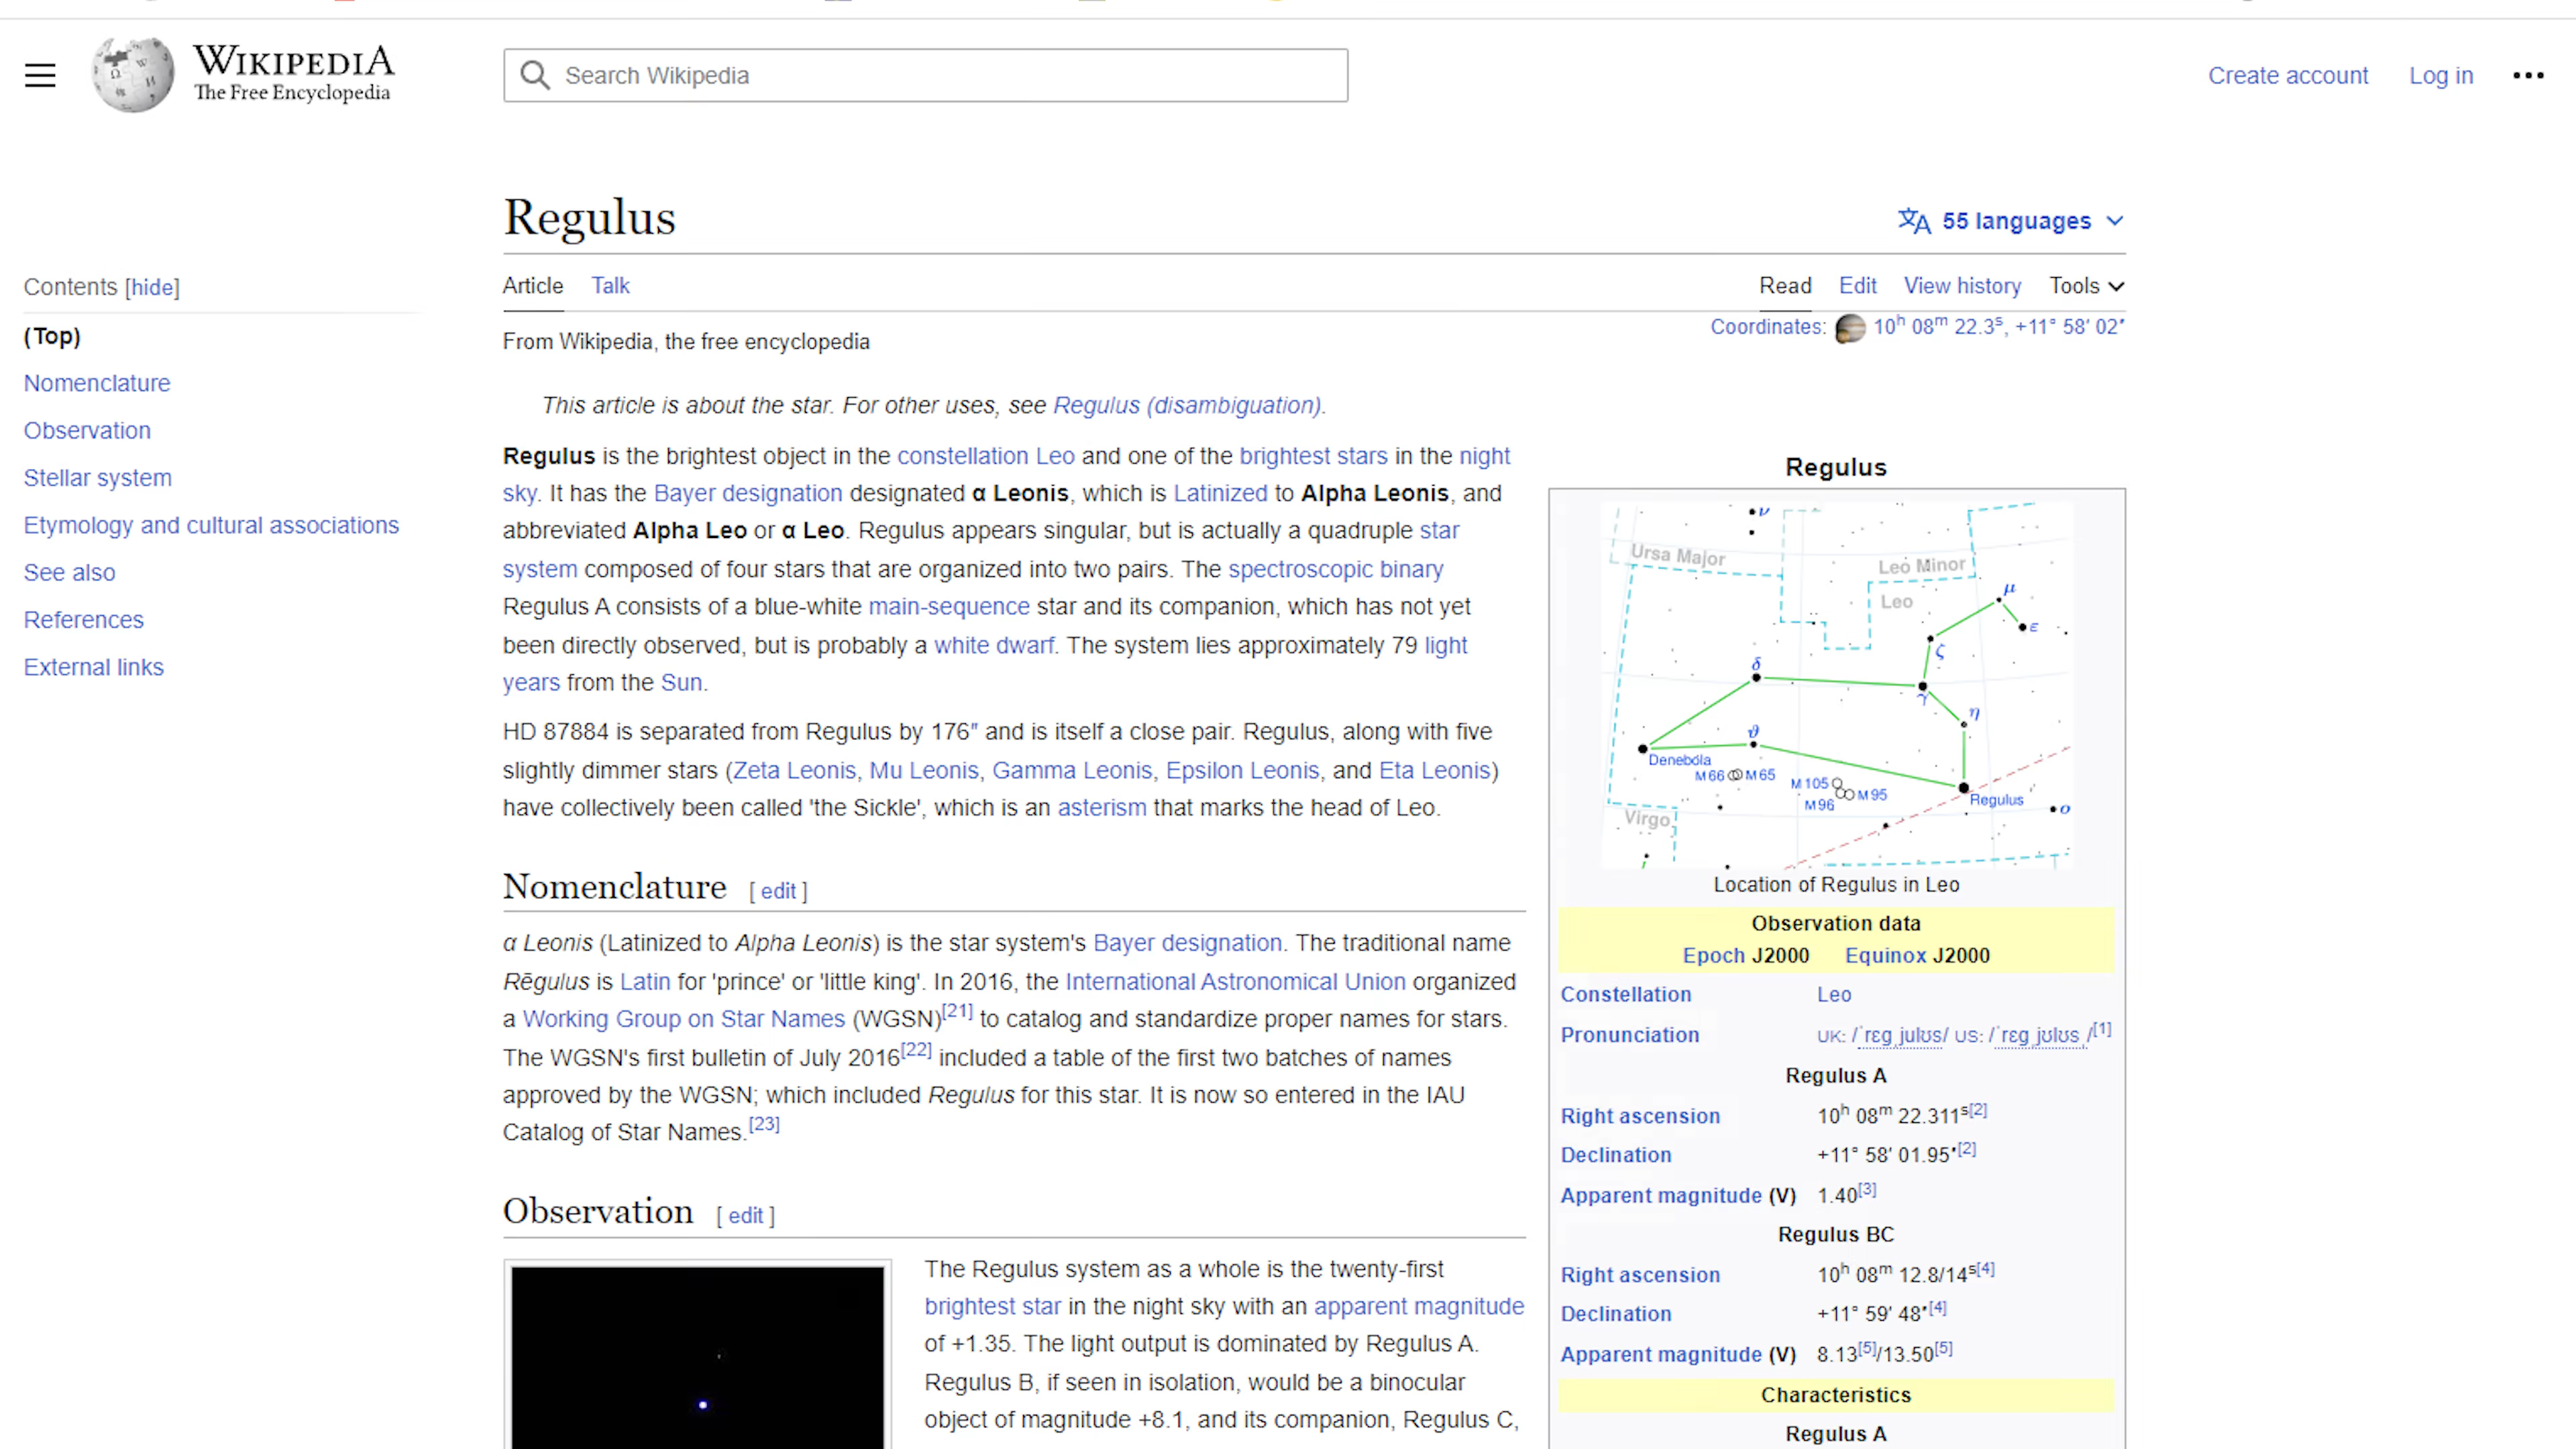 WIKIPEDIA
The Free Encyclopedia
Search Wikipedia
Create account
Log in
Regulus
55 languages
Contents [hide]
(Top)
Nomenclature
Observation
Stellar system
Etymology and cultural associations
See also
References
External links
Article
Talk
Read
Edit
View history
Tools
From Wikipedia, the free encyclopedia
Coordinates: 10h 08m 22.3s, +11° 58′ 02″
This article is about the star. For other uses, see Regulus (disambiguation).
Regulus is the brightest object in the constellation Leo and one of the brightest stars in the night
sky. It has the Bayer designation designated α Leonis, which is Latinized to Alpha Leonis, and
abbreviated Alpha Leo or α Leo. Regulus appears singular, but is actually a quadruple star
system composed of four stars that are organized into two pairs. The spectroscopic binary
Regulus A consists of a blue-white main-sequence star and its companion, which has not yet
been directly observed, but is probably a white dwarf. The system lies approximately 79 light
years from the Sun.
HD 87884 is separated from Regulus by 176″ and is itself a close pair. Regulus, along with five
slightly dimmer stars (Zeta Leonis, Mu Leonis, Gamma Leonis, Epsilon Leonis, and Eta Leonis)
have collectively been called 'the Sickle', which is an asterism that marks the head of Leo.
Nomenclature [ edit ]
α Leonis (Latinized to Alpha Leonis) is the star system's Bayer designation. The traditional name
Rēgulus is Latin for 'prince' or 'little king'. In 2016, the International Astronomical Union organized
a Working Group on Star Names (WGSN)[21] to catalog and standardize proper names for stars.
The WGSN's first bulletin of July 2016[22] included a table of the first two batches of names
approved by the WGSN; which included Regulus for this star. It is now so entered in the IAU
Catalog of Star Names.[23]
Observation [ edit ]
The Regulus system as a whole is the twenty-first
brightest star in the night sky with an apparent magnitude
of +1.35. The light output is dominated by Regulus A.
Regulus B, if seen in isolation, would be a binocular
object of magnitude +8.1, and its companion, Regulus C,
Regulus
ν
Ursa Major
Leo Minor
Leo
μ
ε
ζ
δ
γ
η
ϑ
Denebola
M 66 M 65
M 105
M 95
M 96
Regulus
ο
Virgo
Location of Regulus in Leo
Observation data
Epoch J2000 Equinox J2000
Constellation Leo
Pronunciation UK: /ˈrɛɡjulʊs/ US: /ˈrɛɡjʊlʊs /[1]
Regulus A
Right ascension 10h 08m 22.311s[2]
Declination +11° 58′ 01.95″[2]
Apparent magnitude (V) 1.40[3]
Regulus BC
Right ascension 10h 08m 12.8/14s[4]
Declination +11° 59′ 48″[4]
Apparent magnitude (V) 8.13[5]/13.50[5]
Characteristics
Regulus A